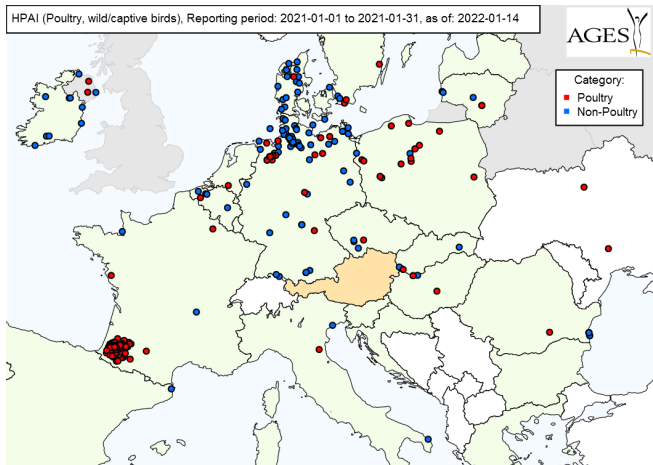 HPAI (Poultry, wild/captive birds), Reporting period: 2021-01-01 to 2021-01-31, as of: 2022-01-14
AGES
Category:
Poultry
Non-Poultry